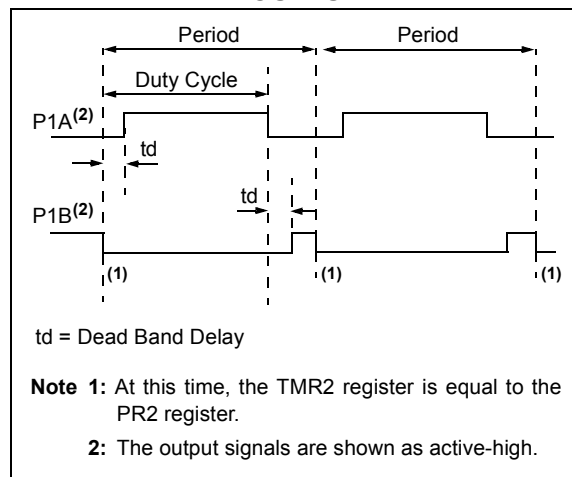 Period Period
Duty Cycle
P1A(2)
td
td
P1B(2)
(1) (1) (1)
td = Dead Band Delay
Note 1: At this time, the TMR2 register is equal to the
PR2 register.
2: The output signals are shown as active-high.